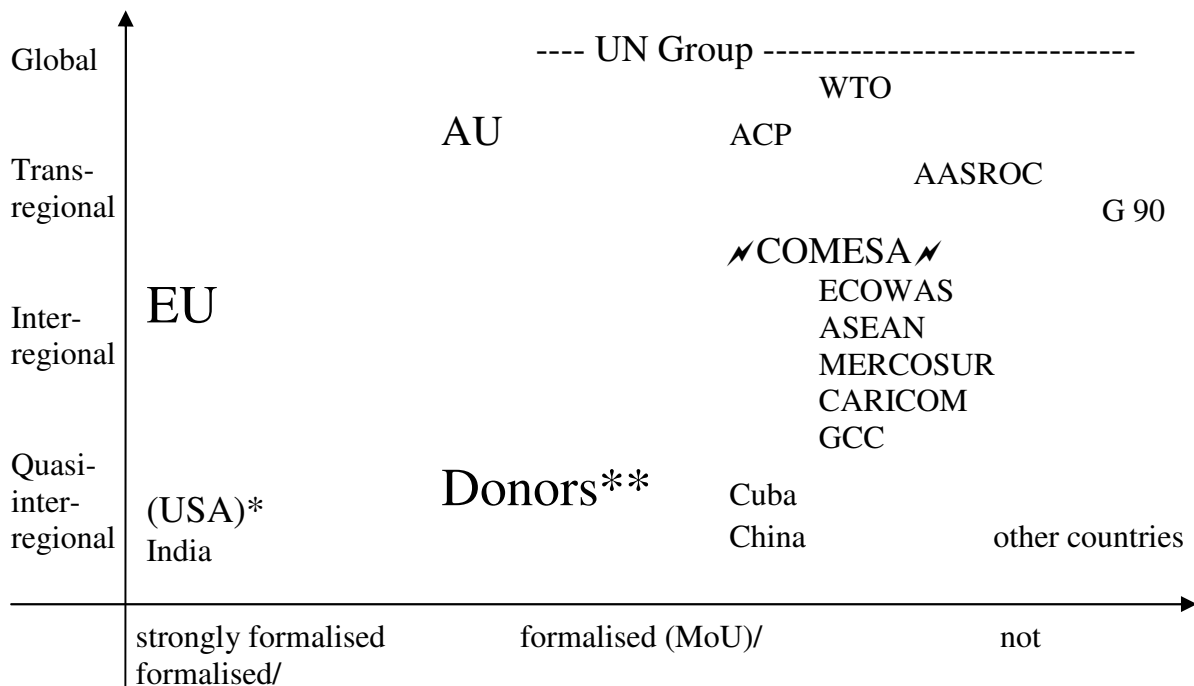 Global
---- UN Group -----------------------------
WTO
AU
ACP
Trans-
regional
AASROC
G 90
COMESA
EU
ECOWAS
Inter-
regional
ASEAN
MERCOSUR
CARICOM
GCC
Quasi-
inter-
regional
(USA)*
India
Donors**
Cuba
China
other countries
strongly formalised formalised (MoU)/ not
formalised/